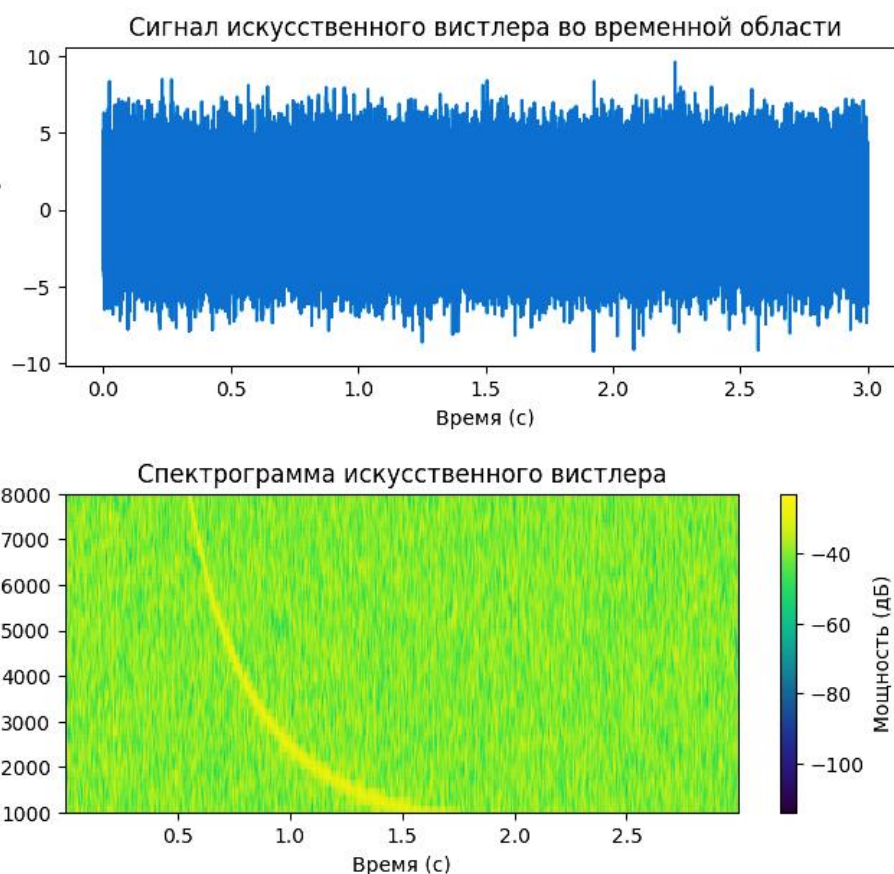 Сигнал искусственного вистлера во временной области
10
5
0
−5
−10
0.0 0.5 1.0 1.5 2.0 2.5 3.0
Время (с)
Спектрограмма искусственного вистлера
8000
7000
6000
5000
4000
3000
2000
1000
0.5 1.0 1.5 2.0 2.5
Время (с)
−40
−60
−80
−100
Мощность (дБ)